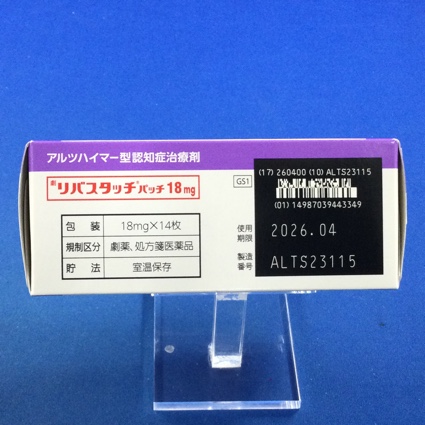 アルツハイマー型認知症治療剤
劇 リバスタッチ®パッチ18mg
包装 18mg×14枚
規制区分 劇薬、処方箋医薬品
貯法 室温保存
GS1
(17) 260400 (10) ALTS23115
(01) 14987039443349
使用期限 2026.04
製造番号 ALTS23115